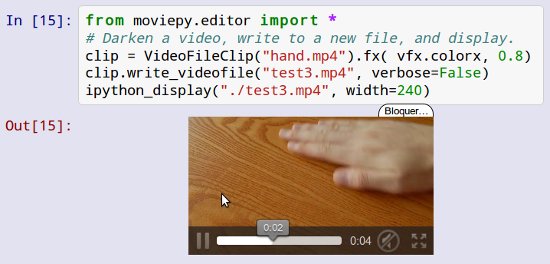 In [15]: from moviepy.editor import *
# Darken a video, write to a new file, and display.
clip = VideoFileClip("hand.mp4").fx( vfx.colorx, 0.8)
clip.write_videofile("test3.mp4", verbose=False)
ipython_display("./test3.mp4", width=240)
Bloquer...
Out[15]:
0:02
0:04